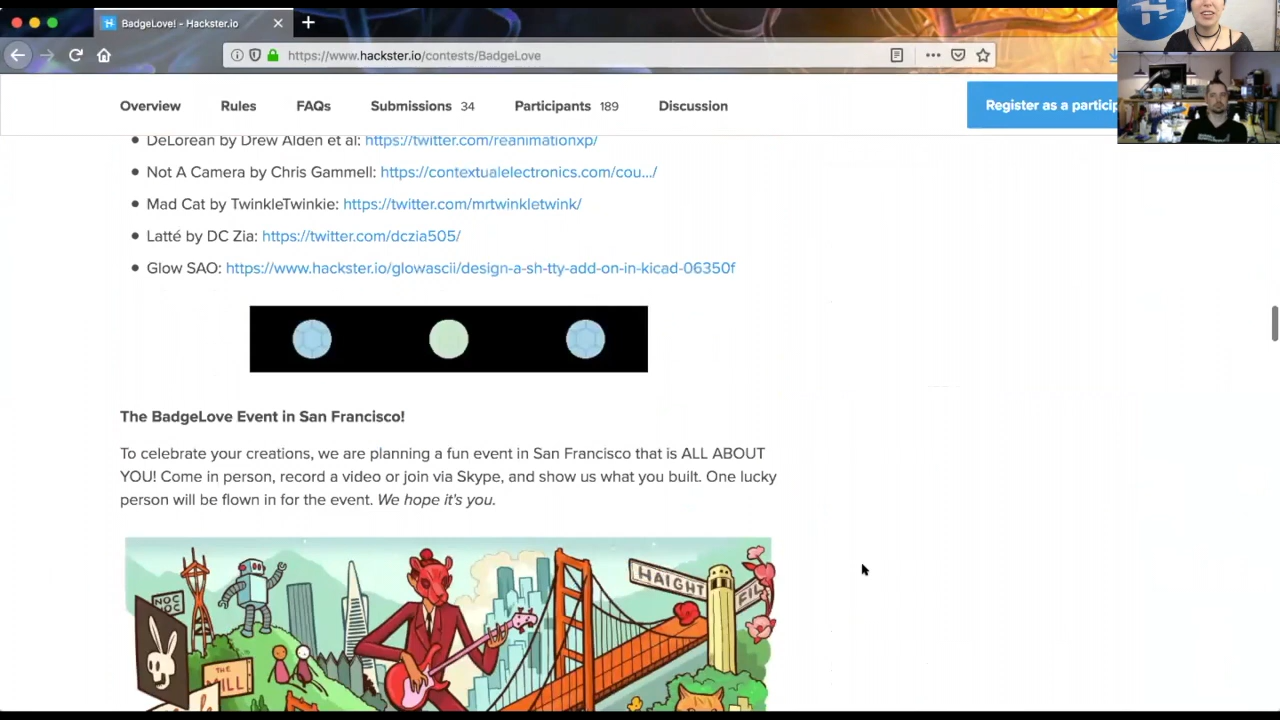 BadgeLove! - Hackster.io
https://www.hackster.io/contests/BadgeLove
Overview Rules FAQs Submissions 34 Participants 189 Discussion
Register as a particip
DeLorean by Drew Alden et al: https://twitter.com/reanimationxp/
Not A Camera by Chris Gammell: https://contextualelectronics.com/cou.../
Mad Cat by TwinkleTwinkie: https://twitter.com/mrtwinkletwink/
Latté by DC Zia: https://twitter.com/dczia505/
Glow SAO: https://www.hackster.io/glowascii/design-a-sh-tty-add-on-in-kicad-06350f
The BadgeLove Event in San Francisco!
To celebrate your creations, we are planning a fun event in San Francisco that is ALL ABOUT
YOU! Come in person, record a video or join via Skype, and show us what you built. One lucky
person will be flown in for the event. We hope it's you.
HAIGHT
NOC
NOC
THE
MILL